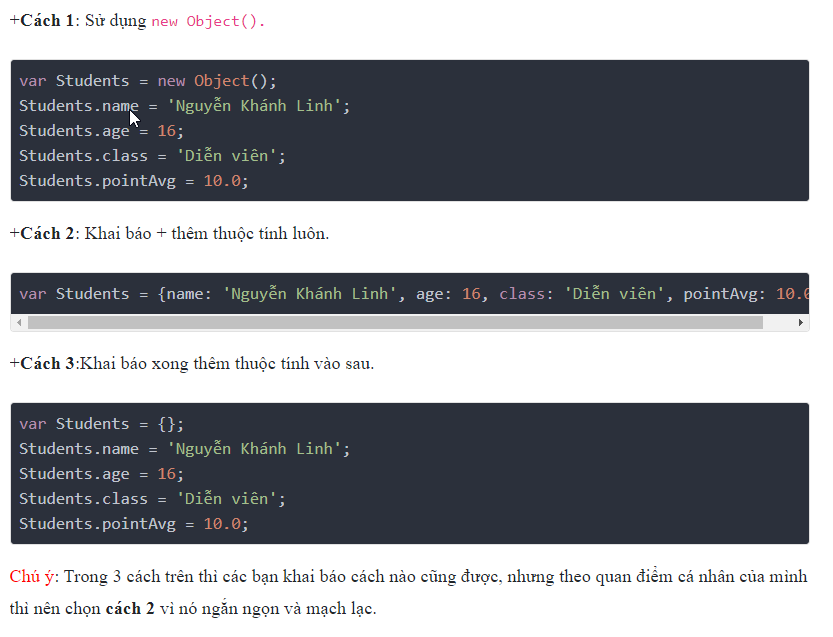 +Cách 1: Sử dụng new Object().
var Students = new Object();
Students.name = 'Nguyễn Khánh Linh';
Students.age = 16;
Students.class = 'Diễn viên';
Students.pointAvg = 10.0;
+Cách 2: Khai báo + thêm thuộc tính luôn.
var Students = {name: 'Nguyễn Khánh Linh', age: 16, class: 'Diễn viên', pointAvg: 10.0
+Cách 3:Khai báo xong thêm thuộc tính vào sau.
var Students = {};
Students.name = 'Nguyễn Khánh Linh';
Students.age = 16;
Students.class = 'Diễn viên';
Students.pointAvg = 10.0;
Chú ý: Trong 3 cách trên thì các bạn khai báo cách nào cũng được, nhưng theo quan điểm cá nhân của mình
thì nên chọn cách 2 vì nó ngắn ngọn và mạch lạc.